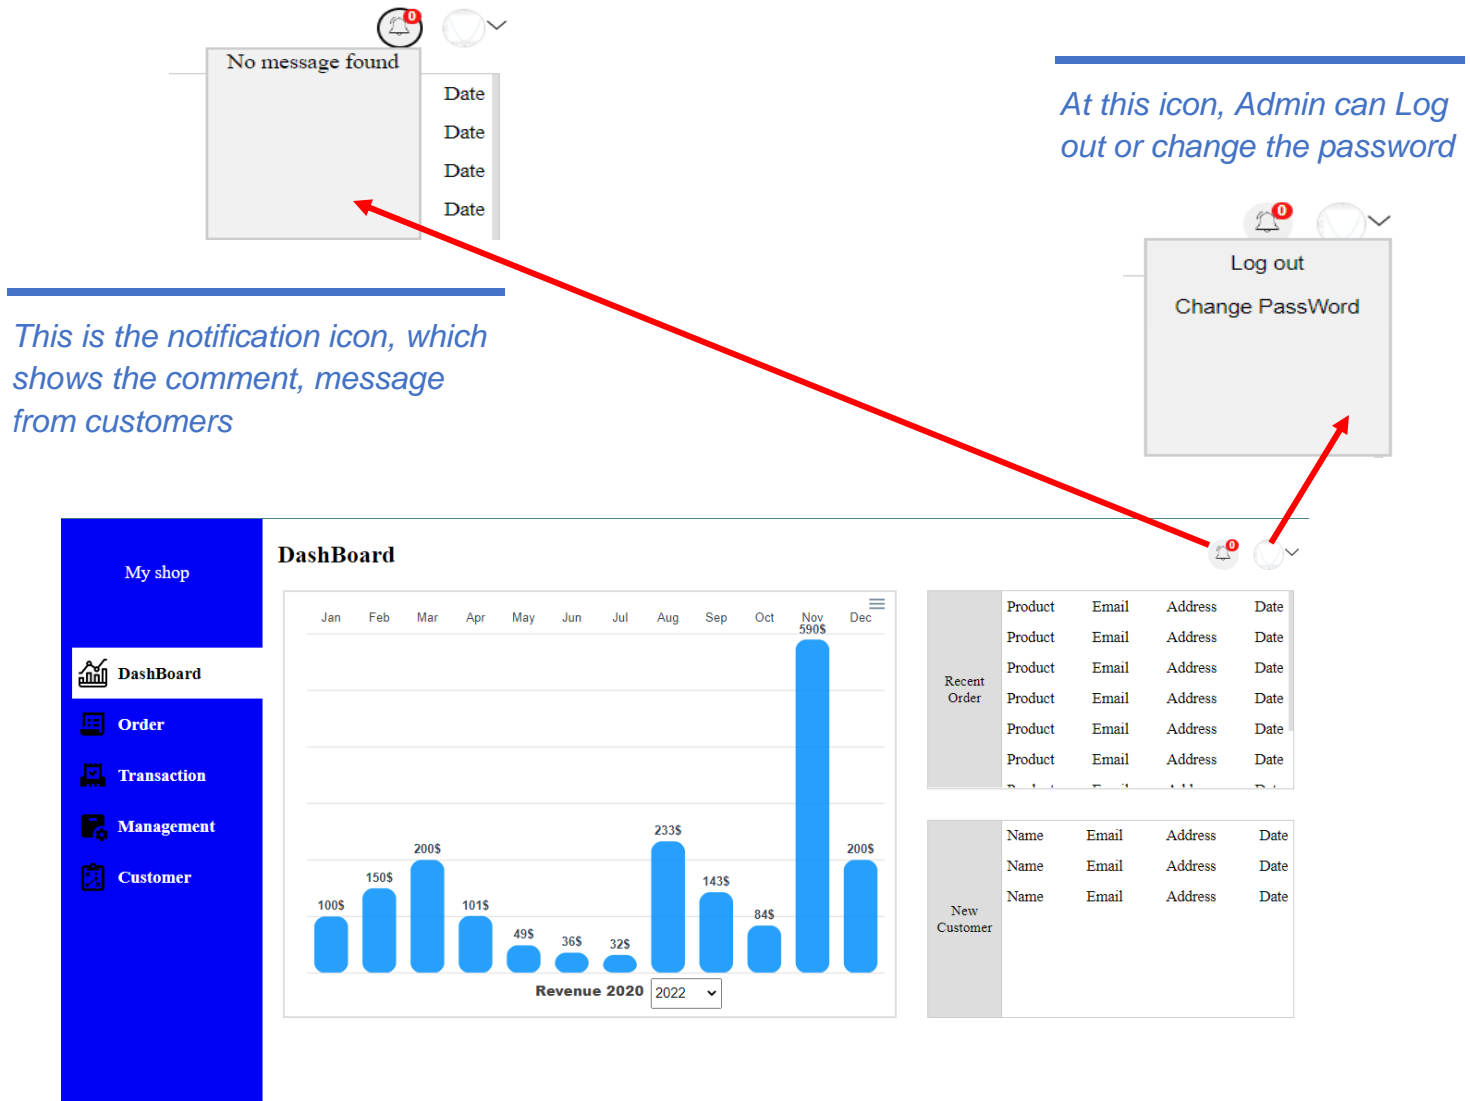 0
No message found
Date
Date
Date
Date
At this icon, Admin can Log
out or change the password
0
Log out
Change PassWord
This is the notification icon, which
shows the comment, message
from customers
My shop
DashBoard
Order
Transaction
Management
Customer
DashBoard
0
Jan Feb Mar Apr May Jun Jul Aug Sep Oct Nov Dec
590$
233$
200$ 200$
150$ 143$
100$ 101$ 84$
49$ 36$ 32$
Revenue 2020 2022
Recent
Order
Product Email Address Date
Product Email Address Date
Product Email Address Date
Product Email Address Date
Product Email Address Date
Product Email Address Date
New
Customer
Name Email Address Date
Name Email Address Date
Name Email Address Date